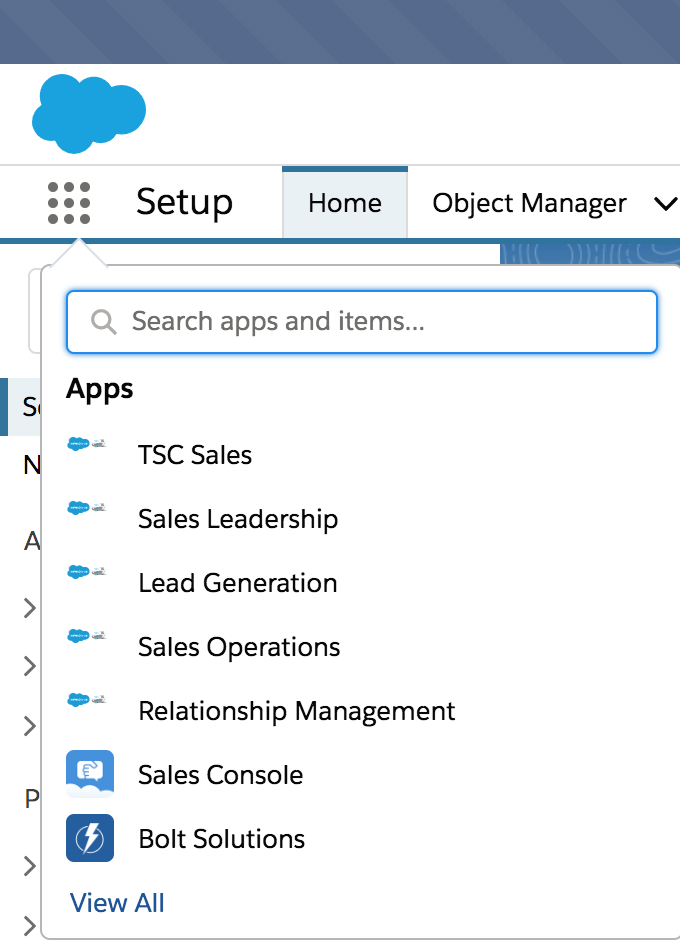 Setup
Home
Object Manager
Search apps and items...
Apps
TSC Sales
Sales Leadership
Lead Generation
Sales Operations
Relationship Management
Sales Console
Bolt Solutions
View All